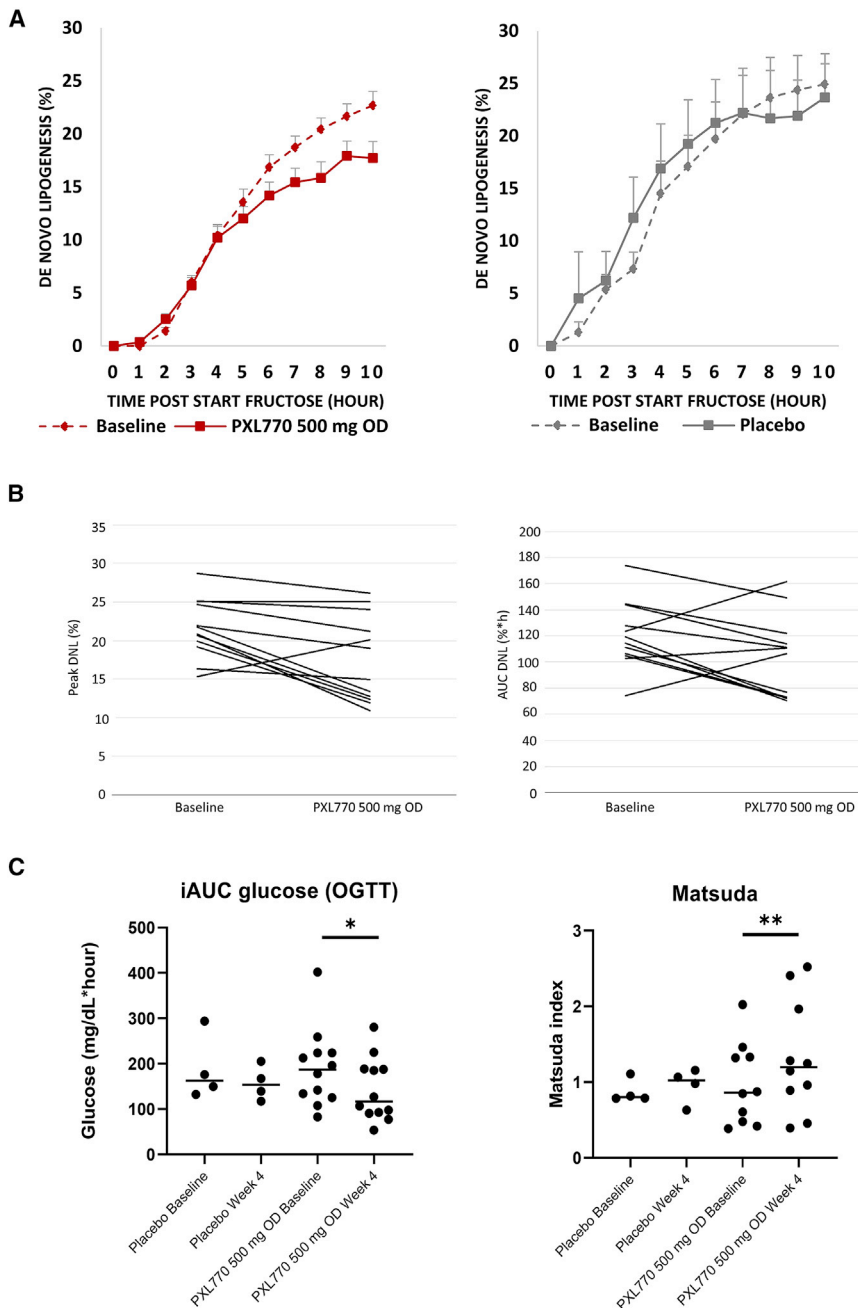 A
DE NOVO LIPOGENESIS (%)
30
25
20
15
10
5
0
0 1 2 3 4 5 6 7 8 9 10
TIME POST START FRUCTOSE (HOUR)
Baseline PXL770 500 mg OD
DE NOVO LIPOGENESIS (%)
30
25
20
15
10
5
0
0 1 2 3 4 5 6 7 8 9 10
TIME POST START FRUCTOSE (HOUR)
Baseline Placebo
B
Peak DNL (%)
35
30
25
20
15
10
5
0
Baseline PXL770 500 mg OD
AUC DNL (%*h)
200
180
160
140
120
100
80
60
40
20
0
Baseline PXL770 500 mg OD
C
iAUC glucose (OGTT)
Glucose (mg/dL*hour)
500
400
300
200
100
0
*
Placebo Baseline
Placebo Week 4
PXL770 500 mg OD Baseline
PXL770 500 mg OD Week 4
Matsuda
Matsuda index
3
2
1
0
**
Placebo Baseline
Placebo Week 4
PXL770 500 mg OD Baseline
PXL770 500 mg OD Week 4